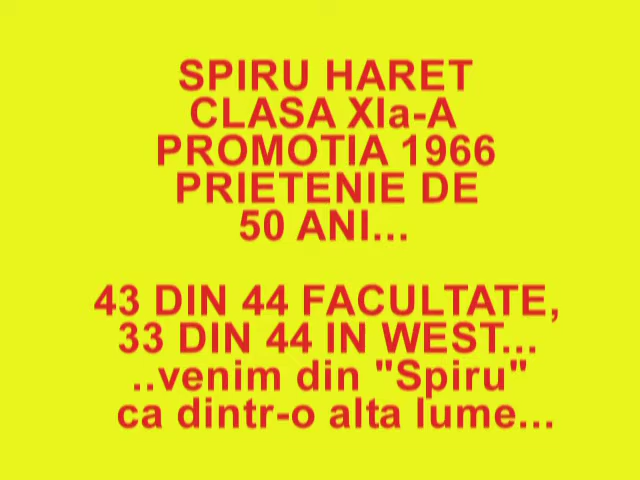 SPIRU HARET
CLASA XIa-A
PROMOTIA 1966
PRIETENIE DE
50 ANI...
43 DIN 44 FACULTATE,
33 DIN 44 IN WEST...
..venim din "Spiru"
ca dintr-o alta lume...